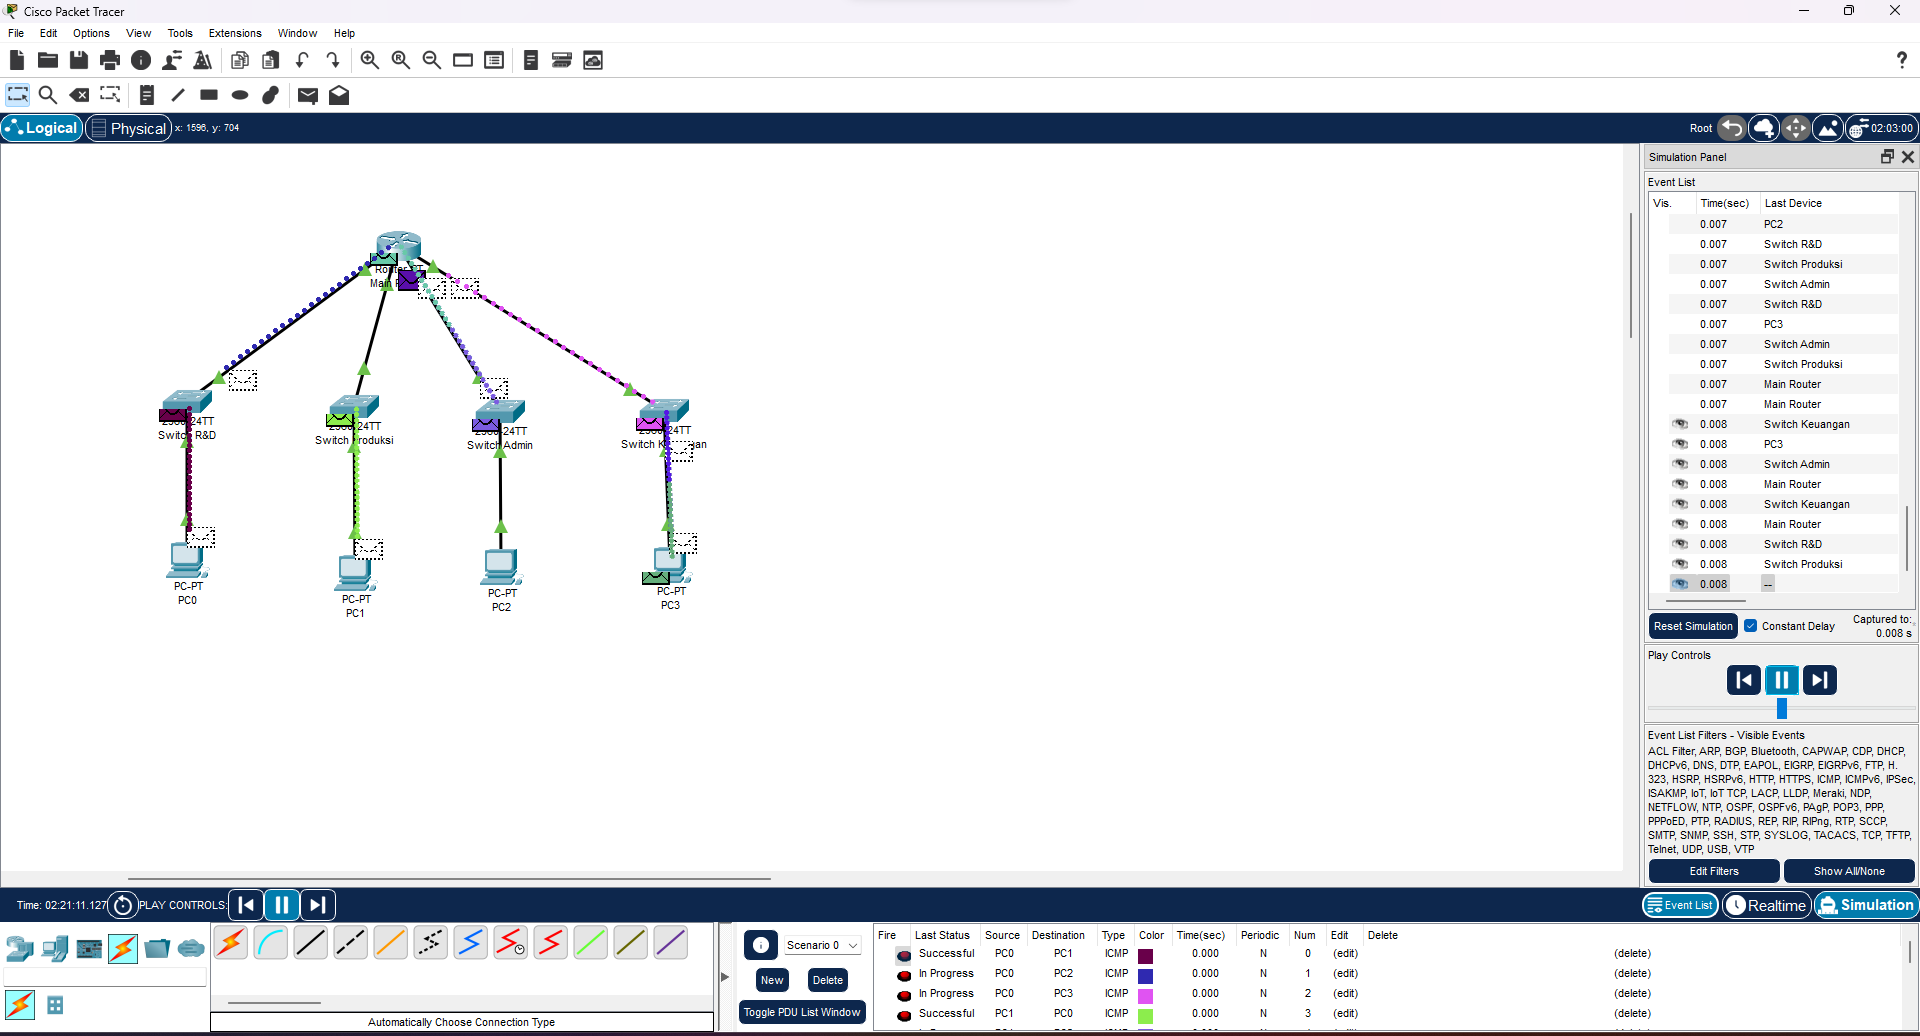 Cisco Packet Tracer
File Edit Options View Tools Extensions Window Help
Logical Physical x: 1596, y: 704
Root 02:03:00
Simulation Panel
Event List
Vis. Time(sec) Last Device
0.007 PC2
0.007 Switch R&D
0.007 Switch Produksi
0.007 Switch Admin
0.007 Switch R&D
0.007 PC3
0.007 Switch Admin
0.007 Switch Produksi
0.007 Main Router
0.007 Main Router
0.008 Switch Keuangan
0.008 PC3
0.008 Switch Admin
0.008 Main Router
0.008 Switch Keuangan
0.008 Main Router
0.008 Switch R&D
0.008 Switch Produksi
0.008 --
Reset Simulation Constant Delay Captured to:
0.008 s
Play Controls
Event List Filters - Visible Events
ACL Filter, ARP, BGP, Bluetooth, CAPWAP, CDP, DHCP,
DHCPv6, DNS, DTP, EAPOL, EIGRP, EIGRPv6, FTP, H.
323, HSRP, HSRPv6, HTTP, HTTPS, ICMP, ICMPv6, IPSec,
ISAKMP, IoT, IoT TCP, LACP, LLDP, Meraki, NDP,
NETFLOW, NTP, OSPF, OSPFv6, PAgP, POP3, PPP,
PPPoED, PTP, RADIUS, REP, RIP, RIPng, RTP, SCCP,
SMTP, SNMP, SSH, STP, SYSLOG, TACACS, TCP, TFTP,
Telnet, UDP, USB, VTP
Edit Filters Show All/None
Main
24TT
Switch R&D
24TT
Switch
24TT
Switch Admin
24TT
Switch
PC-PT
PC0
PC-PT
PC1
PC-PT
PC2
PC-PT
PC3
Time: 02:21:11.127 PLAY CONTROLS:
Event List Realtime Simulation
Automatically Choose Connection Type
Scenario 0
New Delete
Toggle PDU List Window
Fire Last Status Source Destination Type Color Time(sec) Periodic Num Edit Delete
Successful PC0 PC1 ICMP 0.000 N 0 (edit) (delete)
In Progress PC0 PC2 ICMP 0.000 N 1 (edit) (delete)
In Progress PC0 PC3 ICMP 0.000 N 2 (edit) (delete)
Successful PC1 PC0 ICMP 0.000 N 3 (edit) (delete)